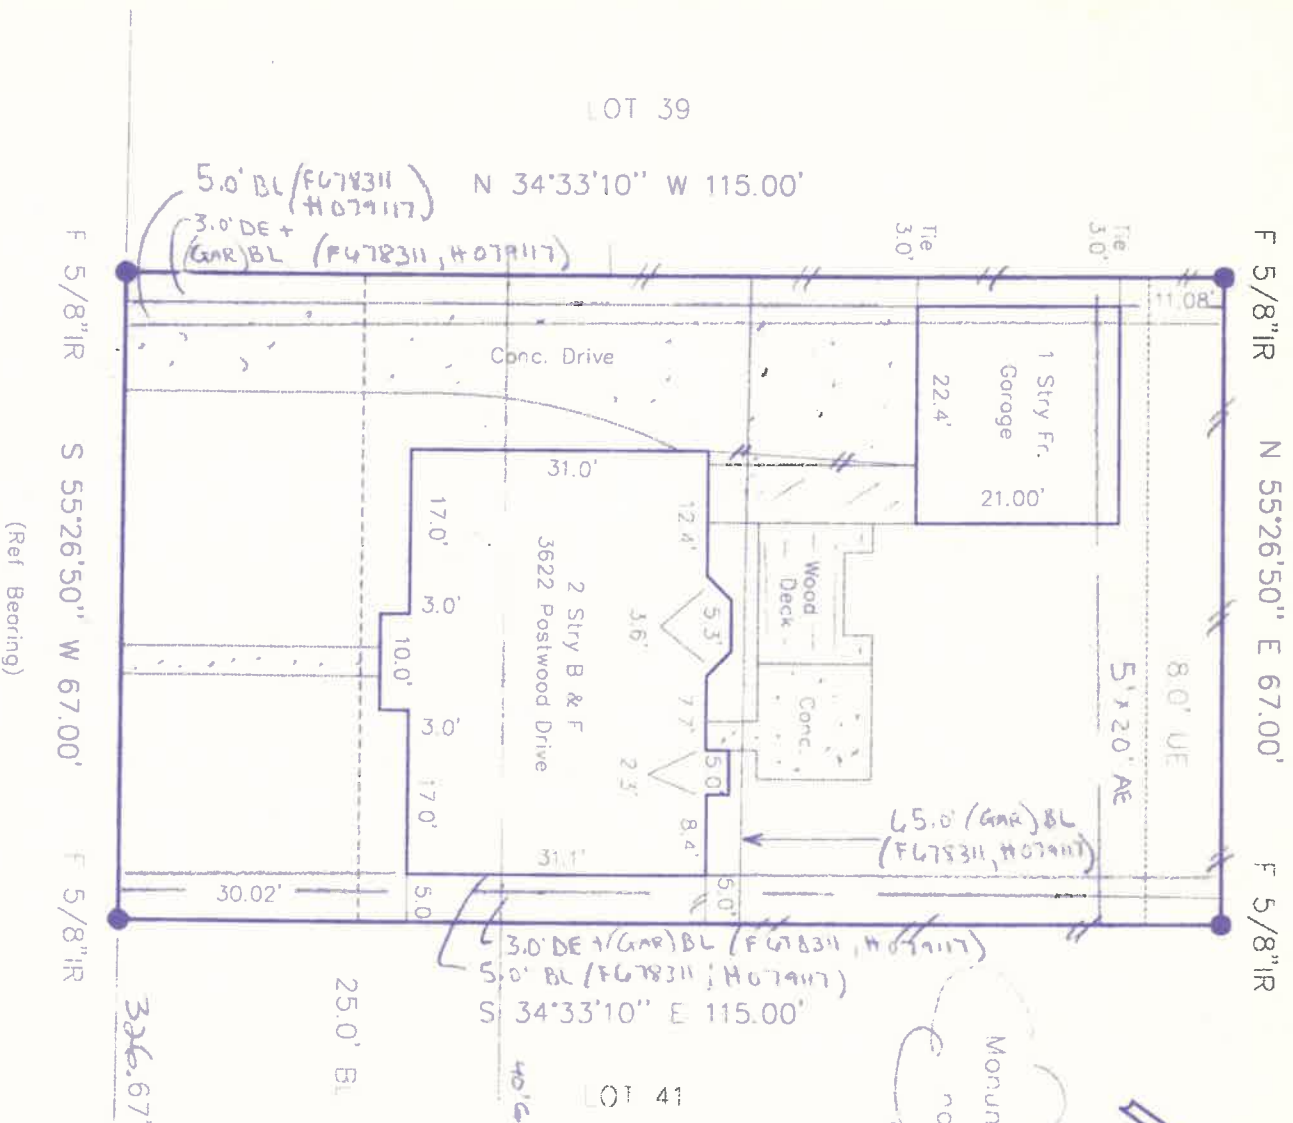 LOT 39
5.0' BL (F678311
H079117)
N 34°33'10" W 115.00'
3.0' DE +
(GAR)BL (F678311, H079117)
Tie
3.0'
Tie
3.0'
F 5/8"IR
F 5/8"IR
11.08'
Conc. Drive
1 Stry Fr.
Garage
22.4'
21.00'
31.0'
17.0'
12.4'
3.0'
10.0'
3.0'
17.0'
2 Stry B & F
3622 Postwood Drive
5.3'
3.6'
7.7'
5.0'
2.3'
8.4'
31.1'
Wood
Deck
Conc.
S 55°26'50" W 67.00'
(Ref Bearing)
N 55°26'50" E 67.00'
8.0' UE
5' x 20' AE
65.0' (GAR)BL
(F678311, H079117)
30.02'
5.0'
5.0'
F 5/8"IR
F 5/8"IR
3.0' DE +(GAR)BL (F678311, H079117)
5.0' BL (F678311, H079117)
S 34°33'10" E 115.00'
25.0' BL
326.67'
40'G
LOT 41
Monum
no